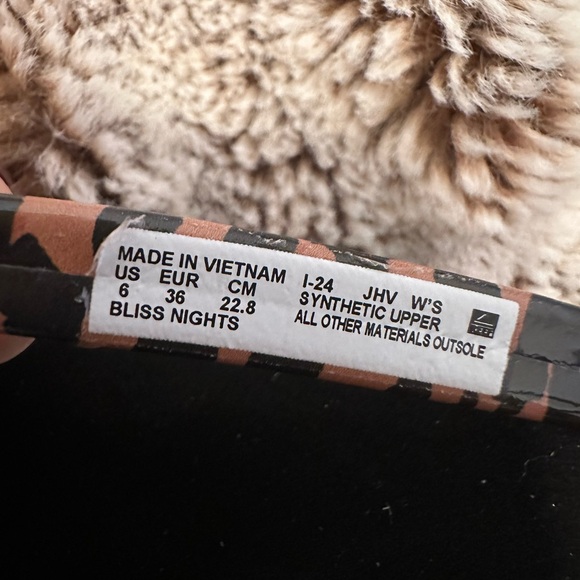 MADE IN VIETNAM I-24 JHV W'S
US EUR CM SYNTHETIC UPPER
6 36 22.8 ALL OTHER MATERIALS OUTSOLE
BLISS NIGHTS